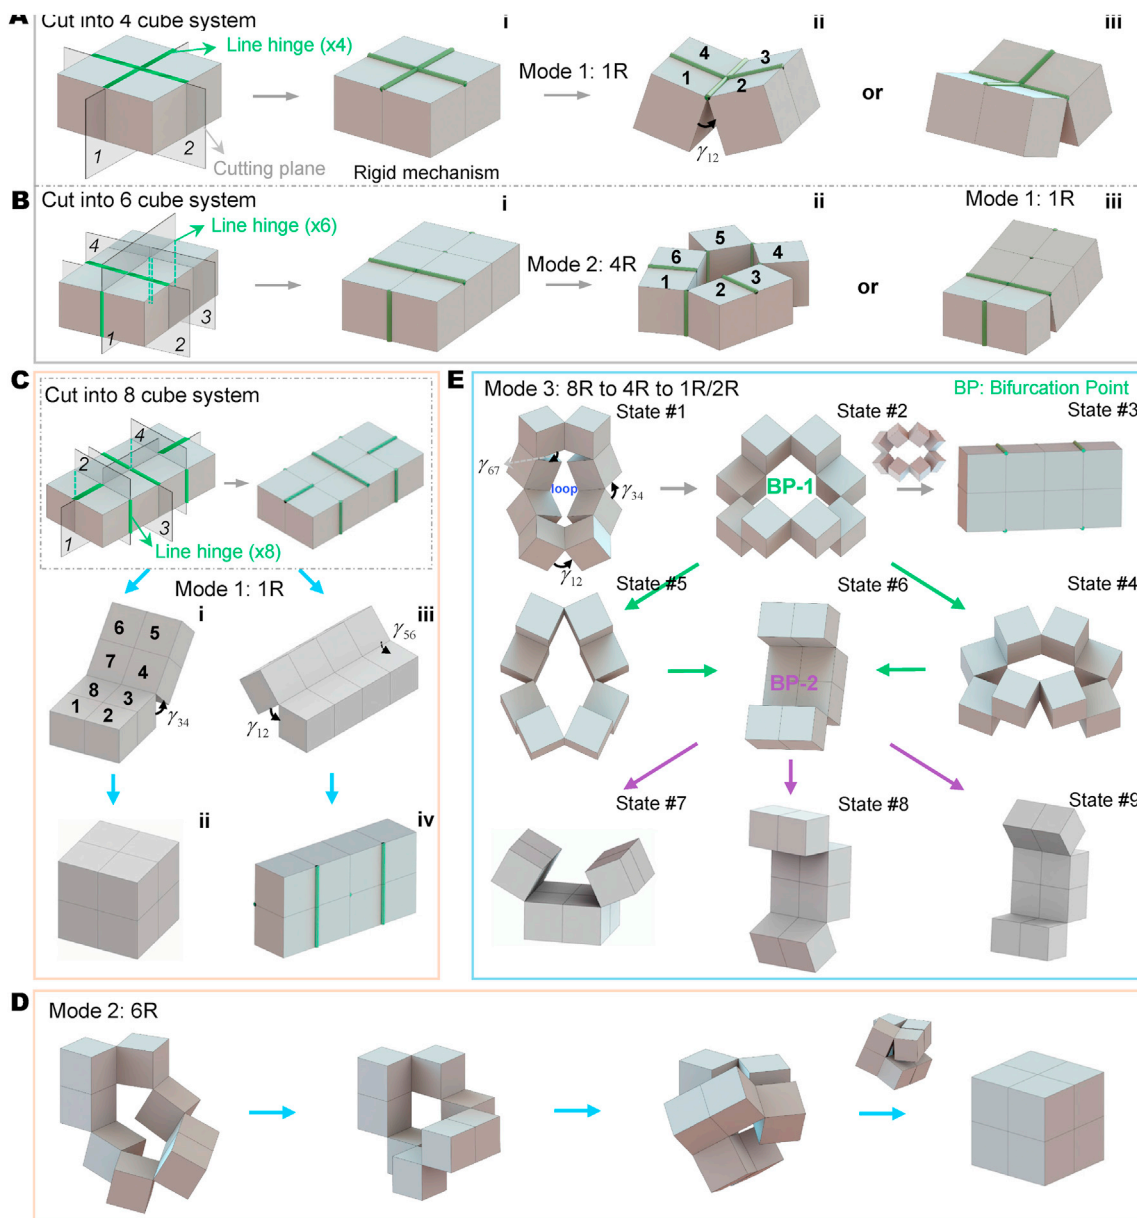 A Cut into 4 cube system
Line hinge (x4)
1
2
Cutting plane
i
Rigid mechanism
Mode 1: 1R
ii
4
3
1
2
γ12
or
iii
B Cut into 6 cube system
Line hinge (x6)
4
1
2
3
i
Mode 2: 4R
ii
5
6
4
1
2
3
or
Mode 1: 1R
iii
C
Cut into 8 cube system
4
2
1
3
Line hinge (x8)
Mode 1: 1R
i
6
5
7
4
8
3
1
2
γ34
iii
γ56
γ12
ii
iv
E Mode 3: 8R to 4R to 1R/2R
BP: Bifurcation Point
State #1
γ67
loop
γ34
γ12
State #2
BP-1
State #3
State #5
State #6
BP-2
State #4
State #7
State #8
State #9
D
Mode 2: 6R